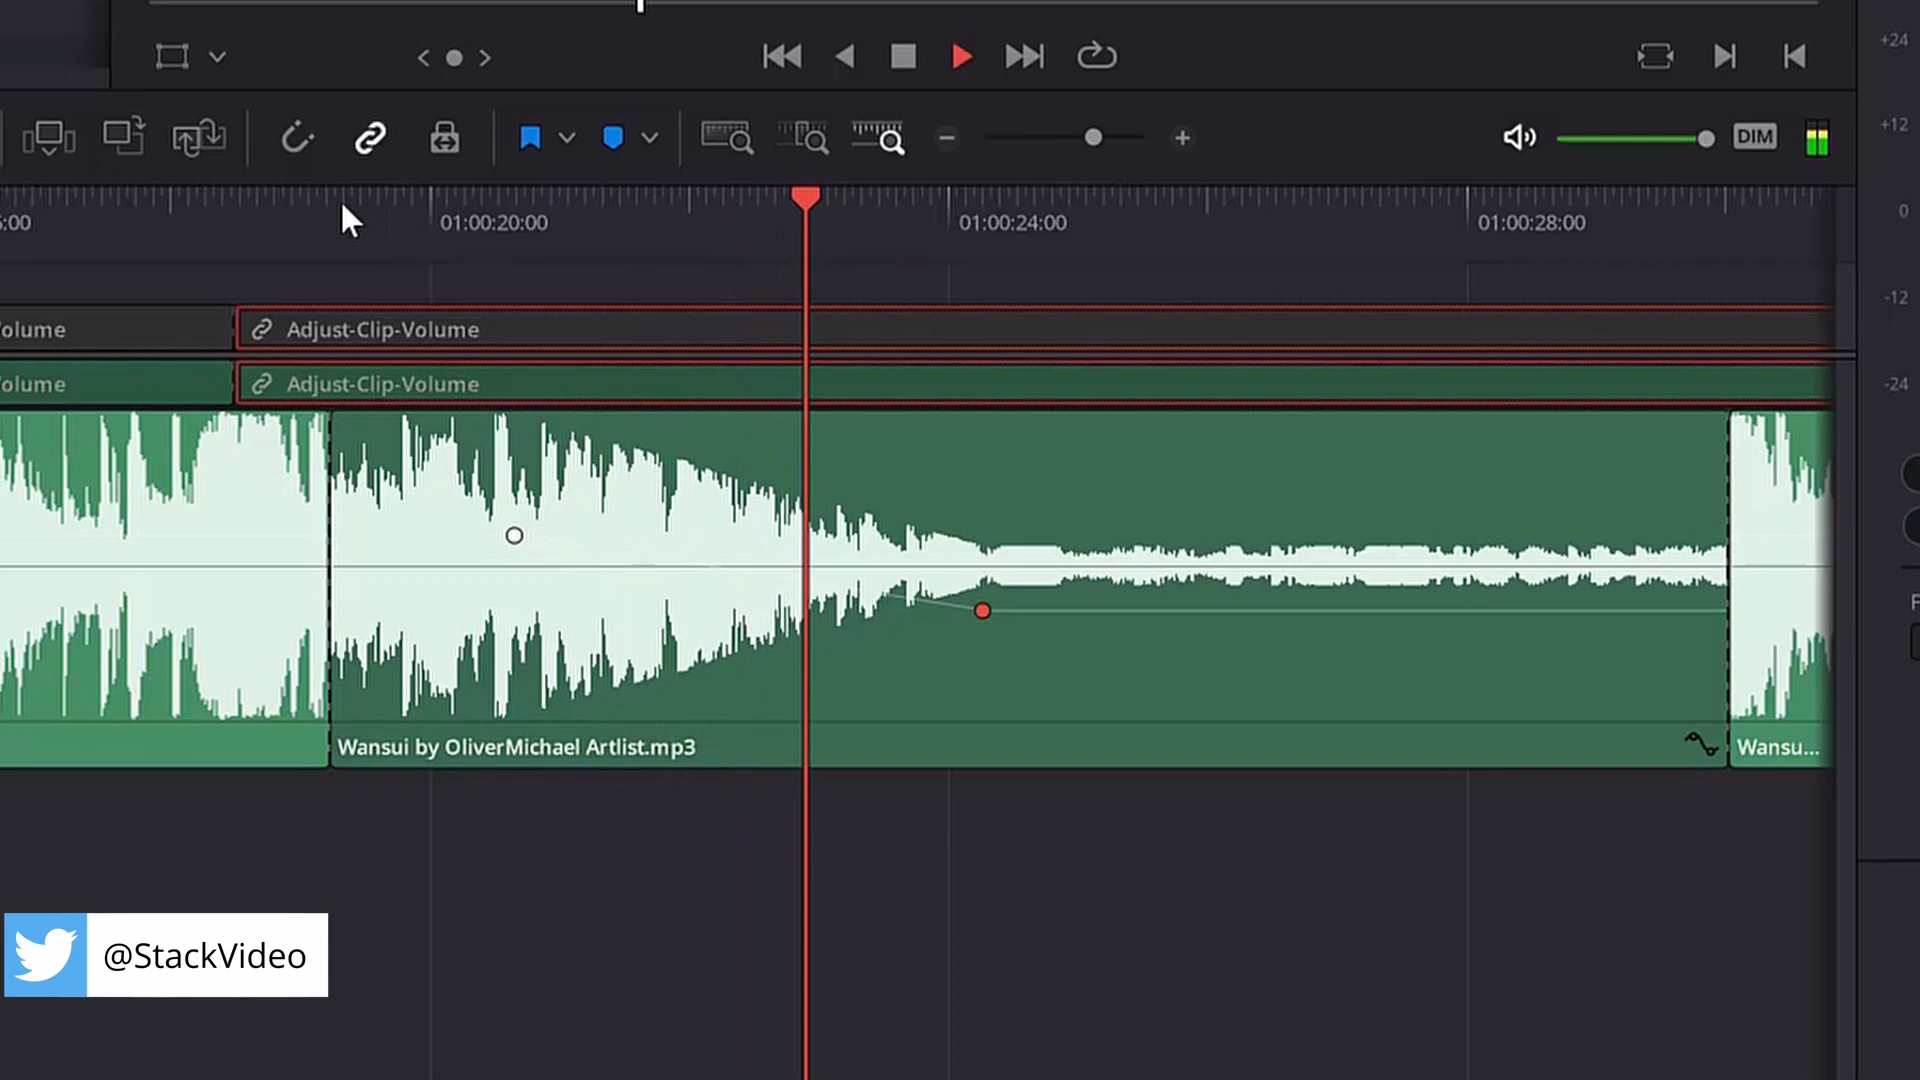 +24
DIM
+12
5:00
01:00:20:00
01:00:24:00
01:00:28:00
0
-12
olume
Adjust-Clip-Volume
olume
Adjust-Clip-Volume
-24
F
Wansui by OliverMichael Artlist.mp3
Wansu...
@StackVideo